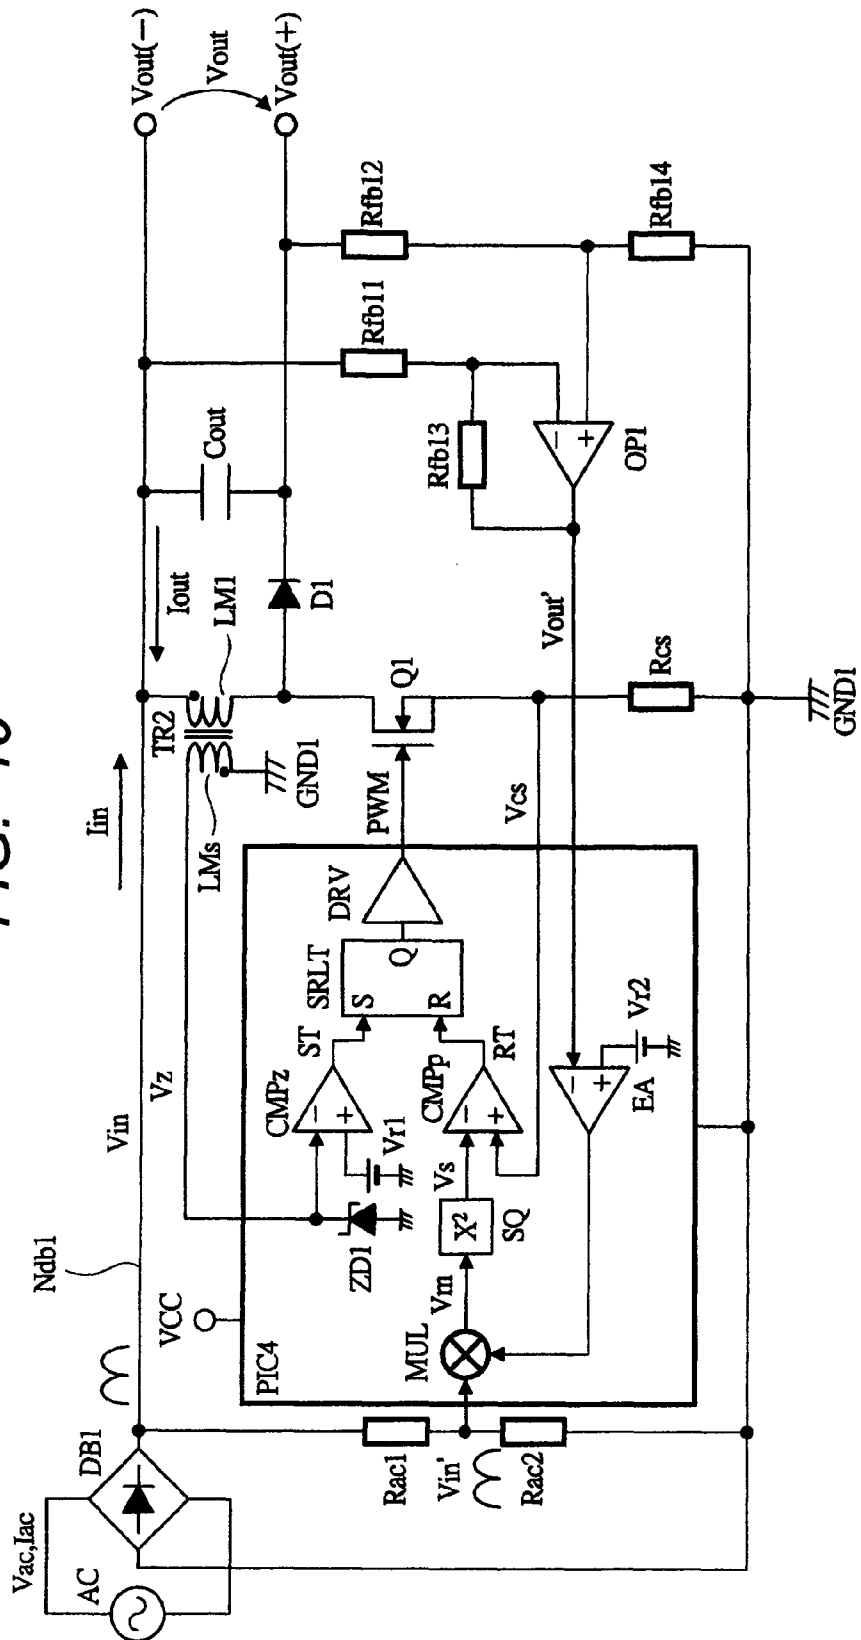 FIG. 10
Vac,Iac
AC
DB1
Ndb1
Vin
Iin
Iout
Vout(−)
Vout
Vout(+)
Vz
TR2
LM1
LMs
GND1
Cout
D1
Rfb11
Rfb12
Rfb13
Rfb14
OP1
Vout'
VCC
PIC4
ZD1
Vr1
CMPz
−
+
ST
SRLT
S
R
Q
DRV
PWM
Q1
Rac1
Vin'
Rac2
MUL
Vm
X²
SQ
Vs
CMPp
−
+
RT
Vcs
EA
−
+
Vr2
Rcs
GND1
−
+